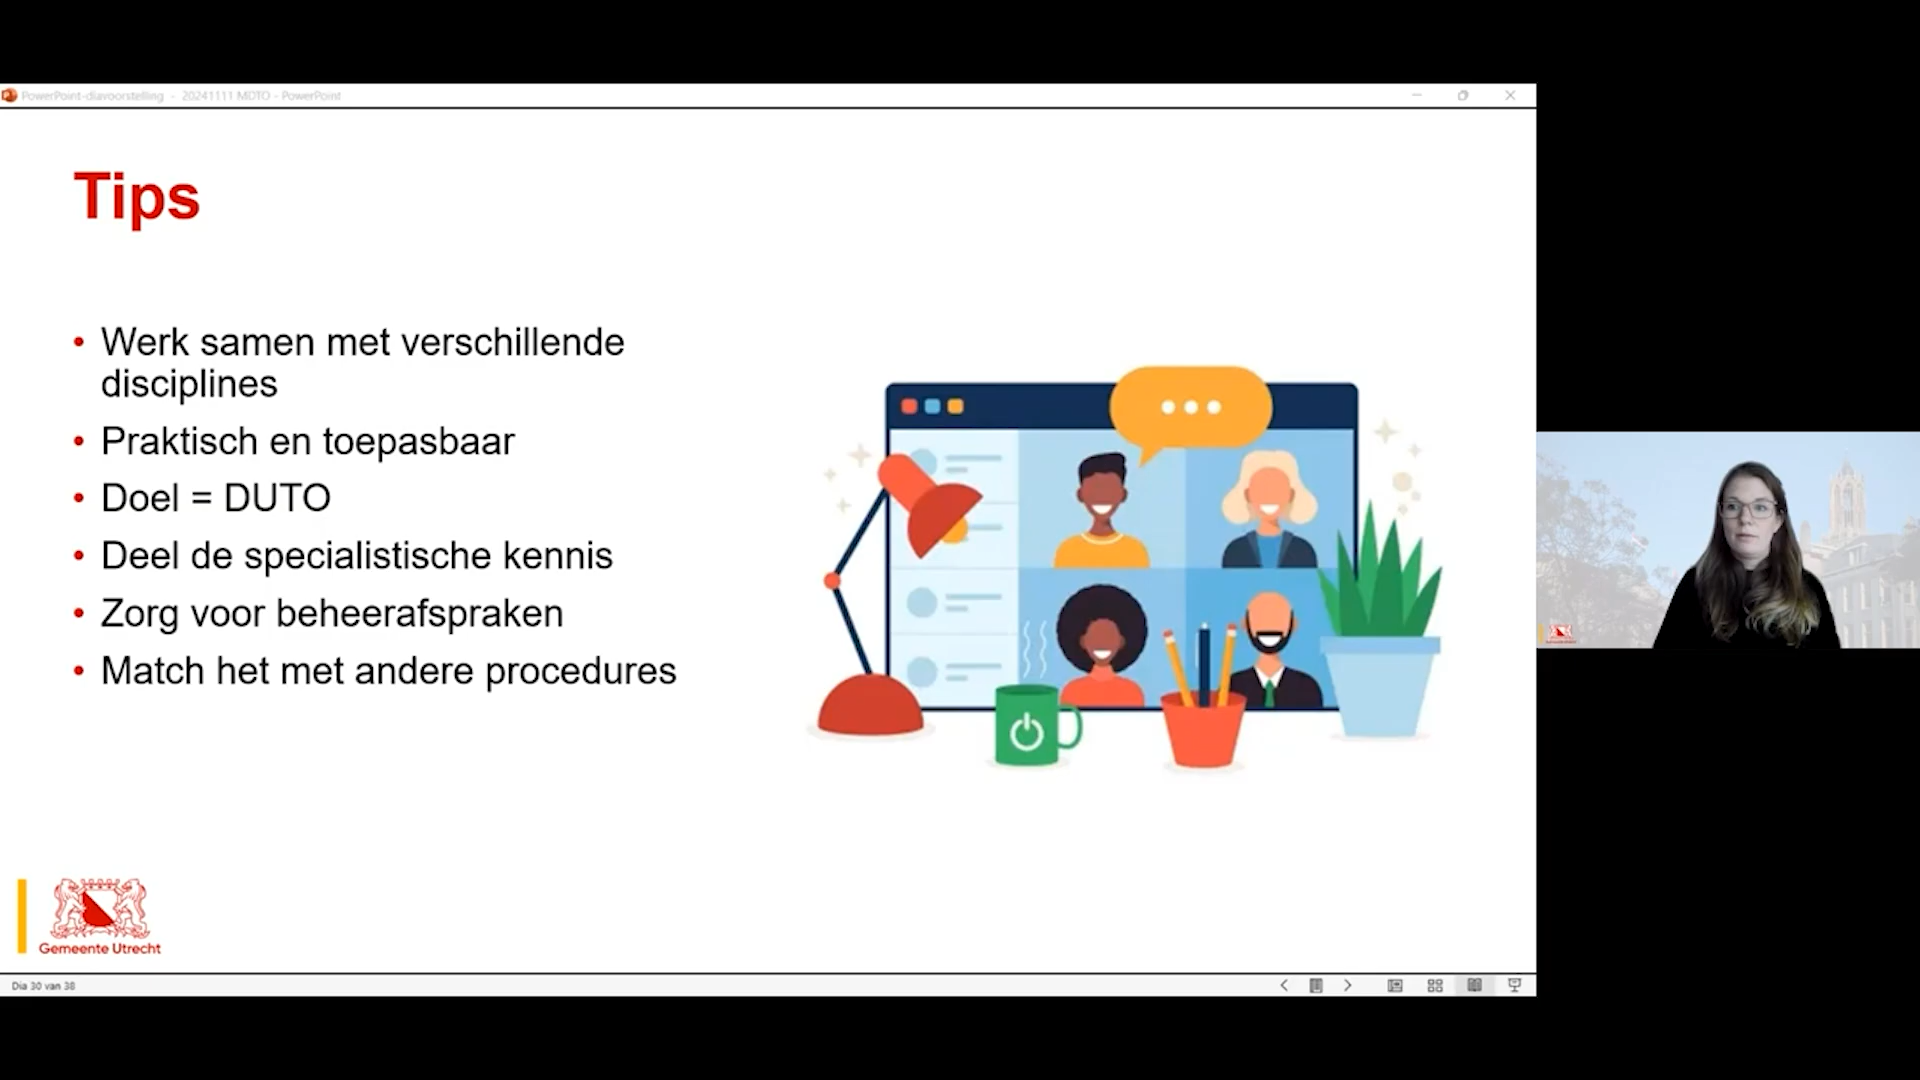 PowerPoint-diavoorstelling - 20241111 MDTO - PowerPoint
Tips
• Werk samen met verschillende
disciplines
• Praktisch en toepasbaar
• Doel = DUTO
• Deel de specialistische kennis
• Zorg voor beheerafspraken
• Match het met andere procedures
Gemeente Utrecht
Dia 30 van 38